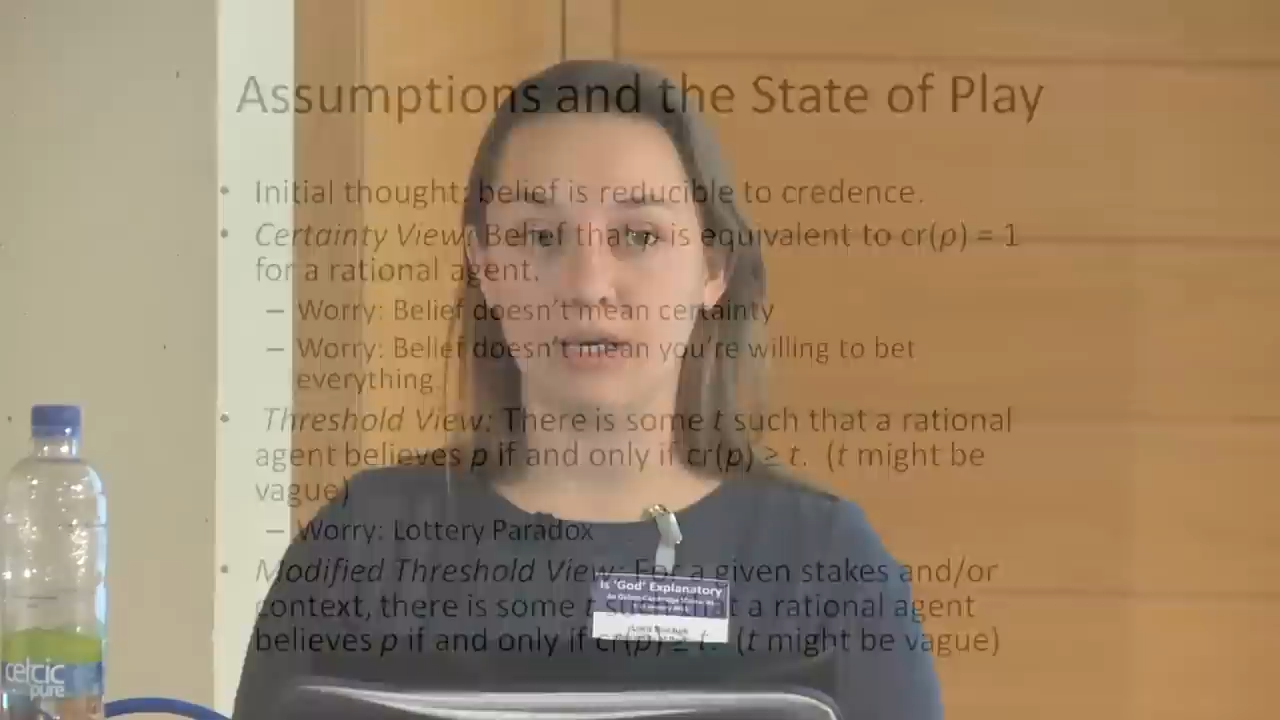 Assumptions and the State of Play
• Initial thought: belief is reducible to credence.
• Certainty View: Belief that is equivalent to cr(p) = 1
for a rational agent.
– Worry: Belief doesn't mean certainty
– Worry: Belief doesn't mean you're willing to bet
everything.
• Threshold View: There is some t such that a rational
agent believes p if and only if cr(p) ≥ t. (t might be
vague)
– Worry: Lottery Paradox
• Modified Threshold View: For a given stakes and/or
context, there is some t such that a rational agent
believes p if and only if cr(p) ≥ t. (t might be vague)
Is 'God' Explanatory
celtic
pure